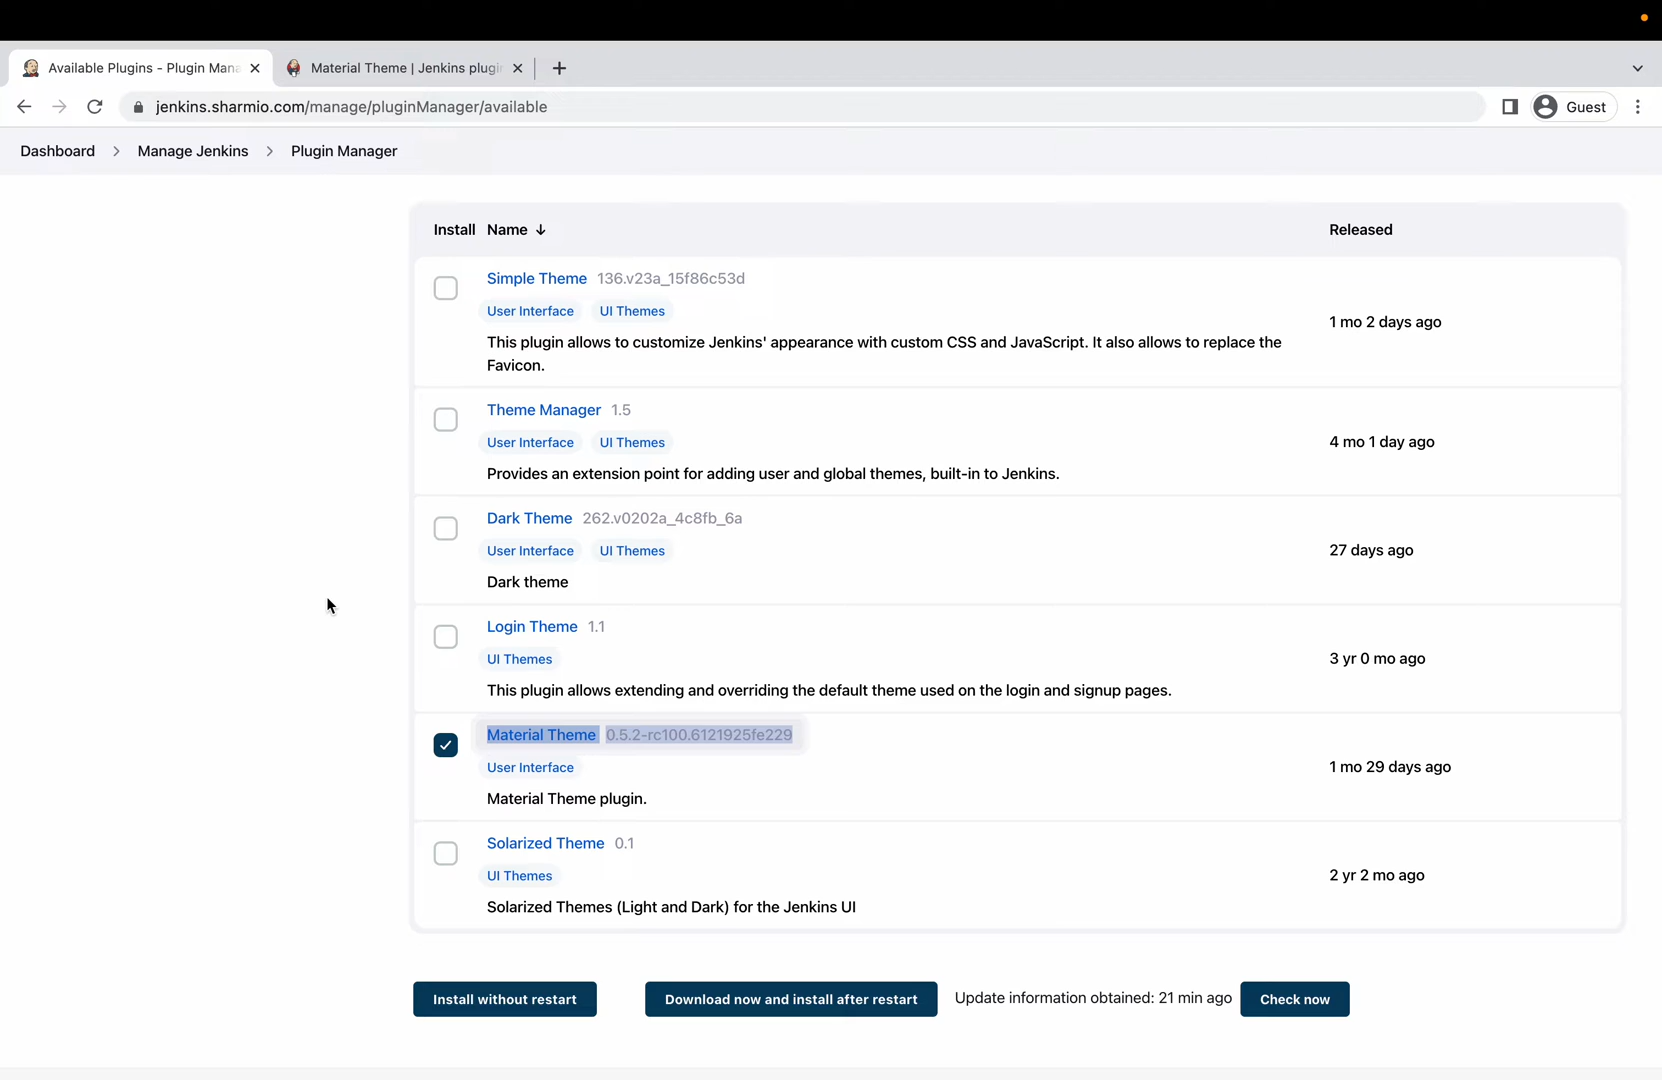 Available Plugins - Plugin Mana
Material Theme | Jenkins plugi
jenkins.sharmio.com/manage/pluginManager/available
Guest
Dashboard > Manage Jenkins > Plugin Manager
Install Name ↓ Released
Simple Theme 136.v23a_15f86c53d
User Interface UI Themes
1 mo 2 days ago
This plugin allows to customize Jenkins' appearance with custom CSS and JavaScript. It also allows to replace the
Favicon.
Theme Manager 1.5
User Interface UI Themes
4 mo 1 day ago
Provides an extension point for adding user and global themes, built-in to Jenkins.
Dark Theme 262.v0202a_4c8fb_6a
User Interface UI Themes
27 days ago
Dark theme
Login Theme 1.1
UI Themes
3 yr 0 mo ago
This plugin allows extending and overriding the default theme used on the login and signup pages.
Material Theme 0.5.2-rc100.6121925fe229
User Interface
1 mo 29 days ago
Material Theme plugin.
Solarized Theme 0.1
UI Themes
2 yr 2 mo ago
Solarized Themes (Light and Dark) for the Jenkins UI
Install without restart
Download now and install after restart
Update information obtained: 21 min ago
Check now